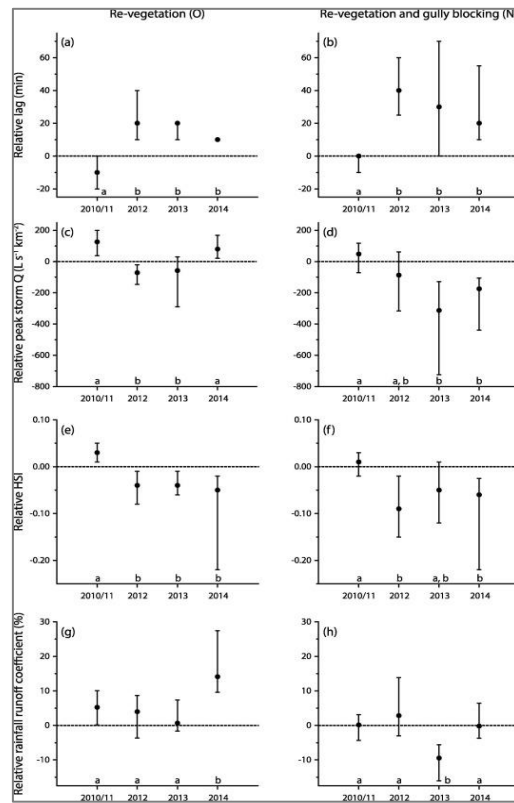 Re-vegetation (O)
Re-vegetation and gully blocking (N
(a)
Relative lag (min)
60
40
20
0
-20
a b b b
2010/11 2012 2013 2014
(b)
60
40
20
0
-20
a b b b
2010/11 2012 2013 2014
(c)
Relative peak storm Q (L s⁻¹ km⁻²)
200
0
-200
-400
-600
-800
a b b a
2010/11 2012 2013 2014
(d)
200
0
-200
-400
-600
-800
a a, b b b
2010/11 2012 2013 2014
(e)
Relative HSI
0.10
0.00
-0.10
-0.20
a b b b
2010/11 2012 2013 2014
(f)
0.10
0.00
-0.10
-0.20
a b a, b b
2010/11 2012 2013 2014
(g)
Relative rainfall runoff coefficient (%)
30
20
10
0
-10
a a a b
2010/11 2012 2013 2014
(h)
30
20
10
0
-10
a a b a
2010/11 2012 2013 2014